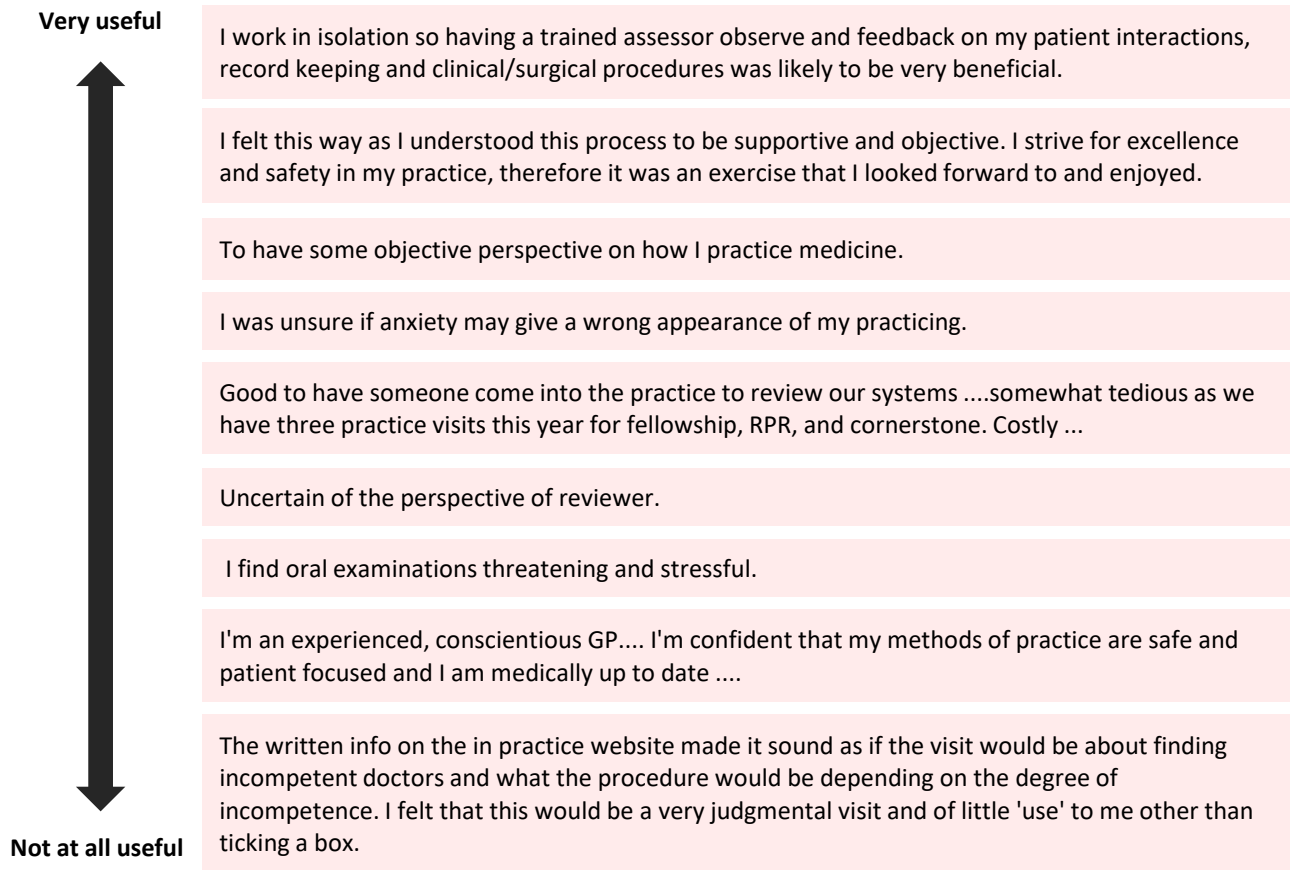 Very useful
I work in isolation so having a trained assessor observe and feedback on my patient interactions,
record keeping and clinical/surgical procedures was likely to be very beneficial.
I felt this way as I understood this process to be supportive and objective. I strive for excellence
and safety in my practice, therefore it was an exercise that I looked forward to and enjoyed.
To have some objective perspective on how I practice medicine.
I was unsure if anxiety may give a wrong appearance of my practicing.
Good to have someone come into the practice to review our systems ....somewhat tedious as we
have three practice visits this year for fellowship, RPR, and cornerstone. Costly ...
Uncertain of the perspective of reviewer.
I find oral examinations threatening and stressful.
I'm an experienced, conscientious GP.... I'm confident that my methods of practice are safe and
patient focused and I am medically up to date ....
The written info on the in practice website made it sound as if the visit would be about finding
incompetent doctors and what the procedure would be depending on the degree of
incompetence. I felt that this would be a very judgmental visit and of little 'use' to me other than
ticking a box.
Not at all useful